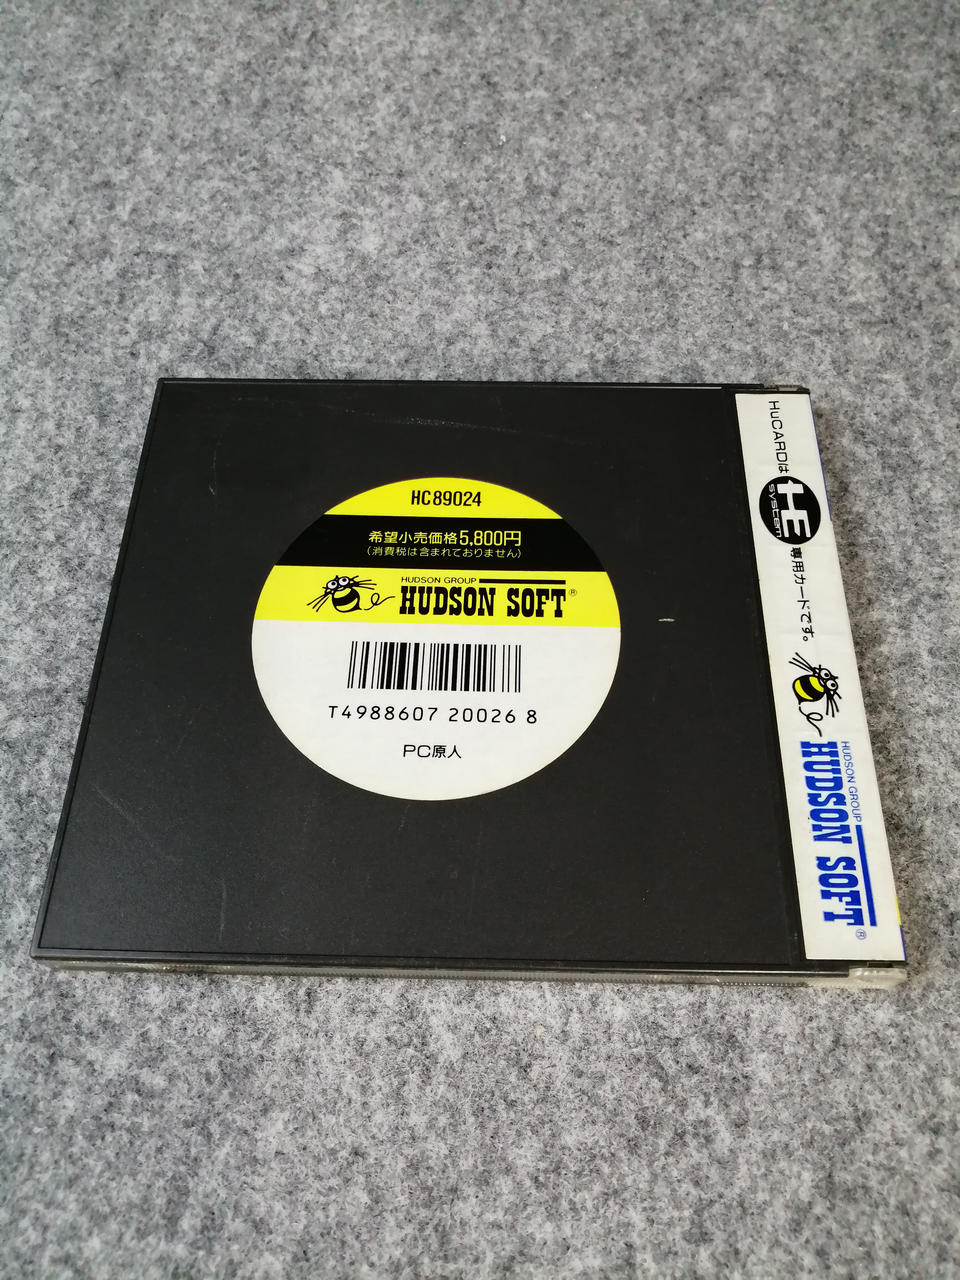 HC89024
希望小売価格5,800円
(消費税は含まれておりません)
HUDSON GROUP
HUDSON SOFT®
T4988607 20026 8
PC原人
HuCARDは
HE
system
専用カードです。
HUDSON GROUP
HUDSON SOFT®